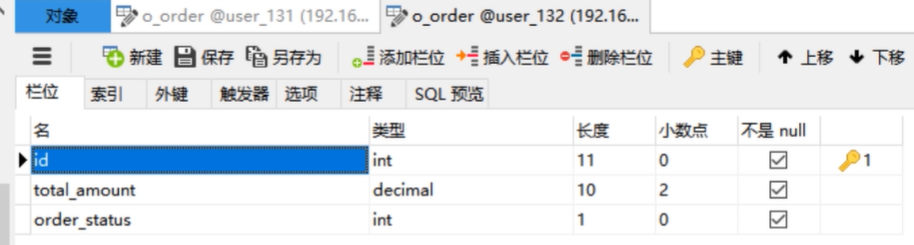 对象 o_order @user_131 (192.16... o_order @user_132 (192.16...
新建 保存 另存为 添加栏位 插入栏位 删除栏位 主键 上移 下移
栏位 索引 外键 触发器 选项 注释 SQL 预览
名 类型 长度 小数点 不是 null
id int 11 0 1
total_amount decimal 10 2
order_status int 1 0